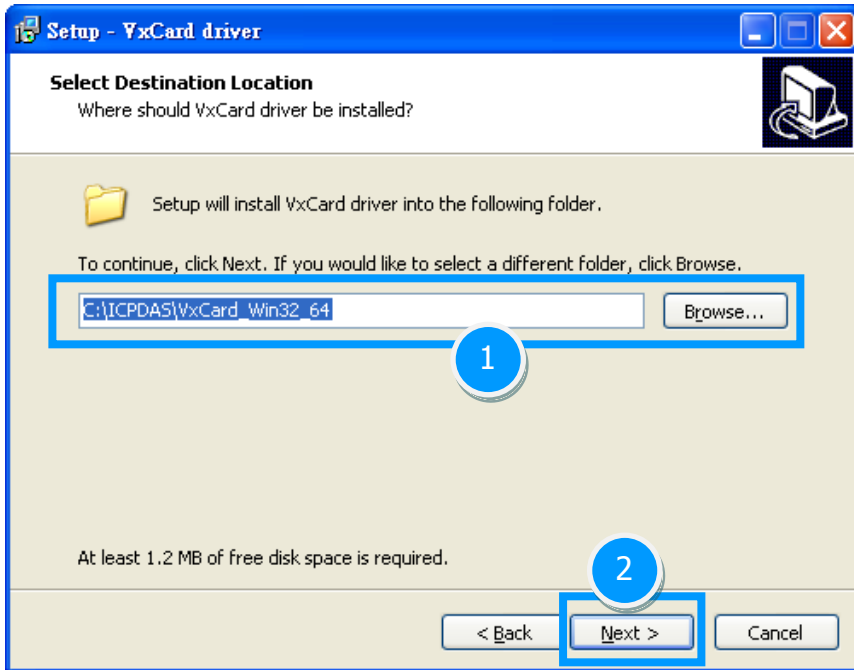 Setup - VxCard driver
Select Destination Location
Where should VxCard driver be installed?
Setup will install VxCard driver into the following folder.
To continue, click Next. If you would like to select a different folder, click Browse.
C:\ICPDAS\VxCard_Win32_64
Browse...
1
At least 1.2 MB of free disk space is required.
2
< Back
Next >
Cancel